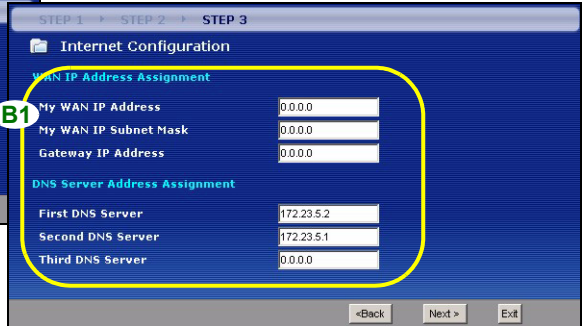 STEP 1 ▸ STEP 2 ▸ STEP 3
Internet Configuration
WAN IP Address Assignment
B1
My WAN IP Address 0.0.0.0
My WAN IP Subnet Mask 0.0.0.0
Gateway IP Address 0.0.0.0
DNS Server Address Assignment
First DNS Server 172.23.5.2
Second DNS Server 172.23.5.1
Third DNS Server 0.0.0.0
<Back Next > Exit